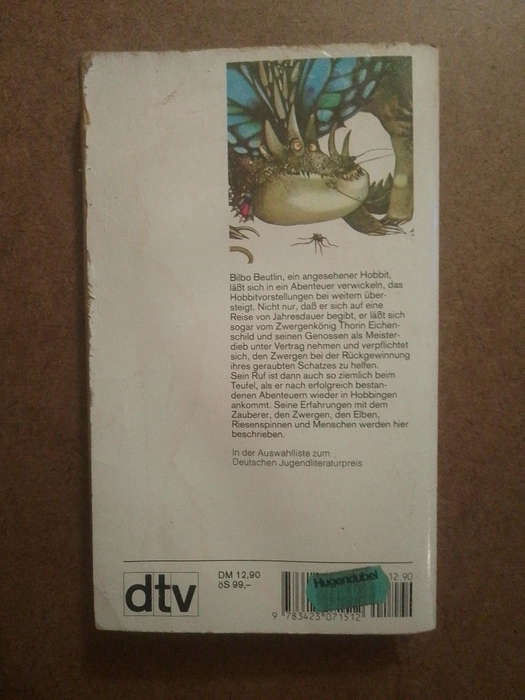 Bilbo Beutlin, ein angesehener Hobbit,
läßt sich in ein Abenteuer verwickeln, das
Hobbitvorstellungen bei weitem über-
steigt. Nicht nur, daß er sich auf eine
Reise von Jahresdauer begibt, er läßt sich
sogar vom Zwergenkönig Thorin Eichen-
schild und seinen Genossen als Meister-
dieb unter Vertrag nehmen und verpflichtet
sich, den Zwergen bei der Rückgewinnung
ihres geraubten Schatzes zu helfen.
Sein Ruf ist dann auch so ziemlich beim
Teufel, als er nach erfolgreich bestan-
denen Abenteuern wieder in Hobbingen
ankommt. Seine Erfahrungen mit dem
Zauberer, den Zwergen, den Elben,
Riesenspinnen und Menschen werden hier
beschrieben.
In der Auswahlliste zum
Deutschen Jugendliteraturpreis
dtv
DM 12,90
öS 99,–
Hugendubel
12.90
9 783423 071512